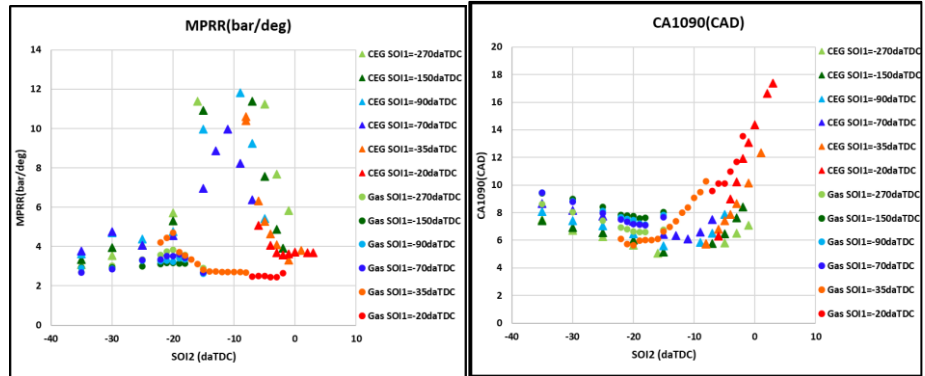 MPRR(bar/deg)
14
12
10
8
6
4
2
0
-40 -30 -20 -10 0 10
MPRR(bar/deg)
SOI2 (daTDC)
CEG SOI1=-270daTDC
CEG SOI1=-150daTDC
CEG SOI1=-90daTDC
CEG SOI1=-70daTDC
CEG SOI1=-35daTDC
CEG SOI1=-20daTDC
Gas SOI1=-270daTDC
Gas SOI1=-150daTDC
Gas SOI1=-90daTDC
Gas SOI1=-70daTDC
Gas SOI1=-35daTDC
Gas SOI1=-20daTDC
CA1090(CAD)
20
18
16
14
12
10
8
6
4
2
0
-40 -30 -20 -10 0 10
CA1090(CAD)
SOI2 (daTDC)
CEG SOI1=-270daTDC
CEG SOI1=-150daTDC
CEG SOI1=-90daTDC
CEG SOI1=-70daTDC
CEG SOI1=-35daTDC
CEG SOI1=-20daTDC
Gas SOI1=-270daTDC
Gas SOI1=-150daTDC
Gas SOI1=-90daTDC
Gas SOI1=-70daTDC
Gas SOI1=-35daTDC
Gas SOI1=-20daTDC